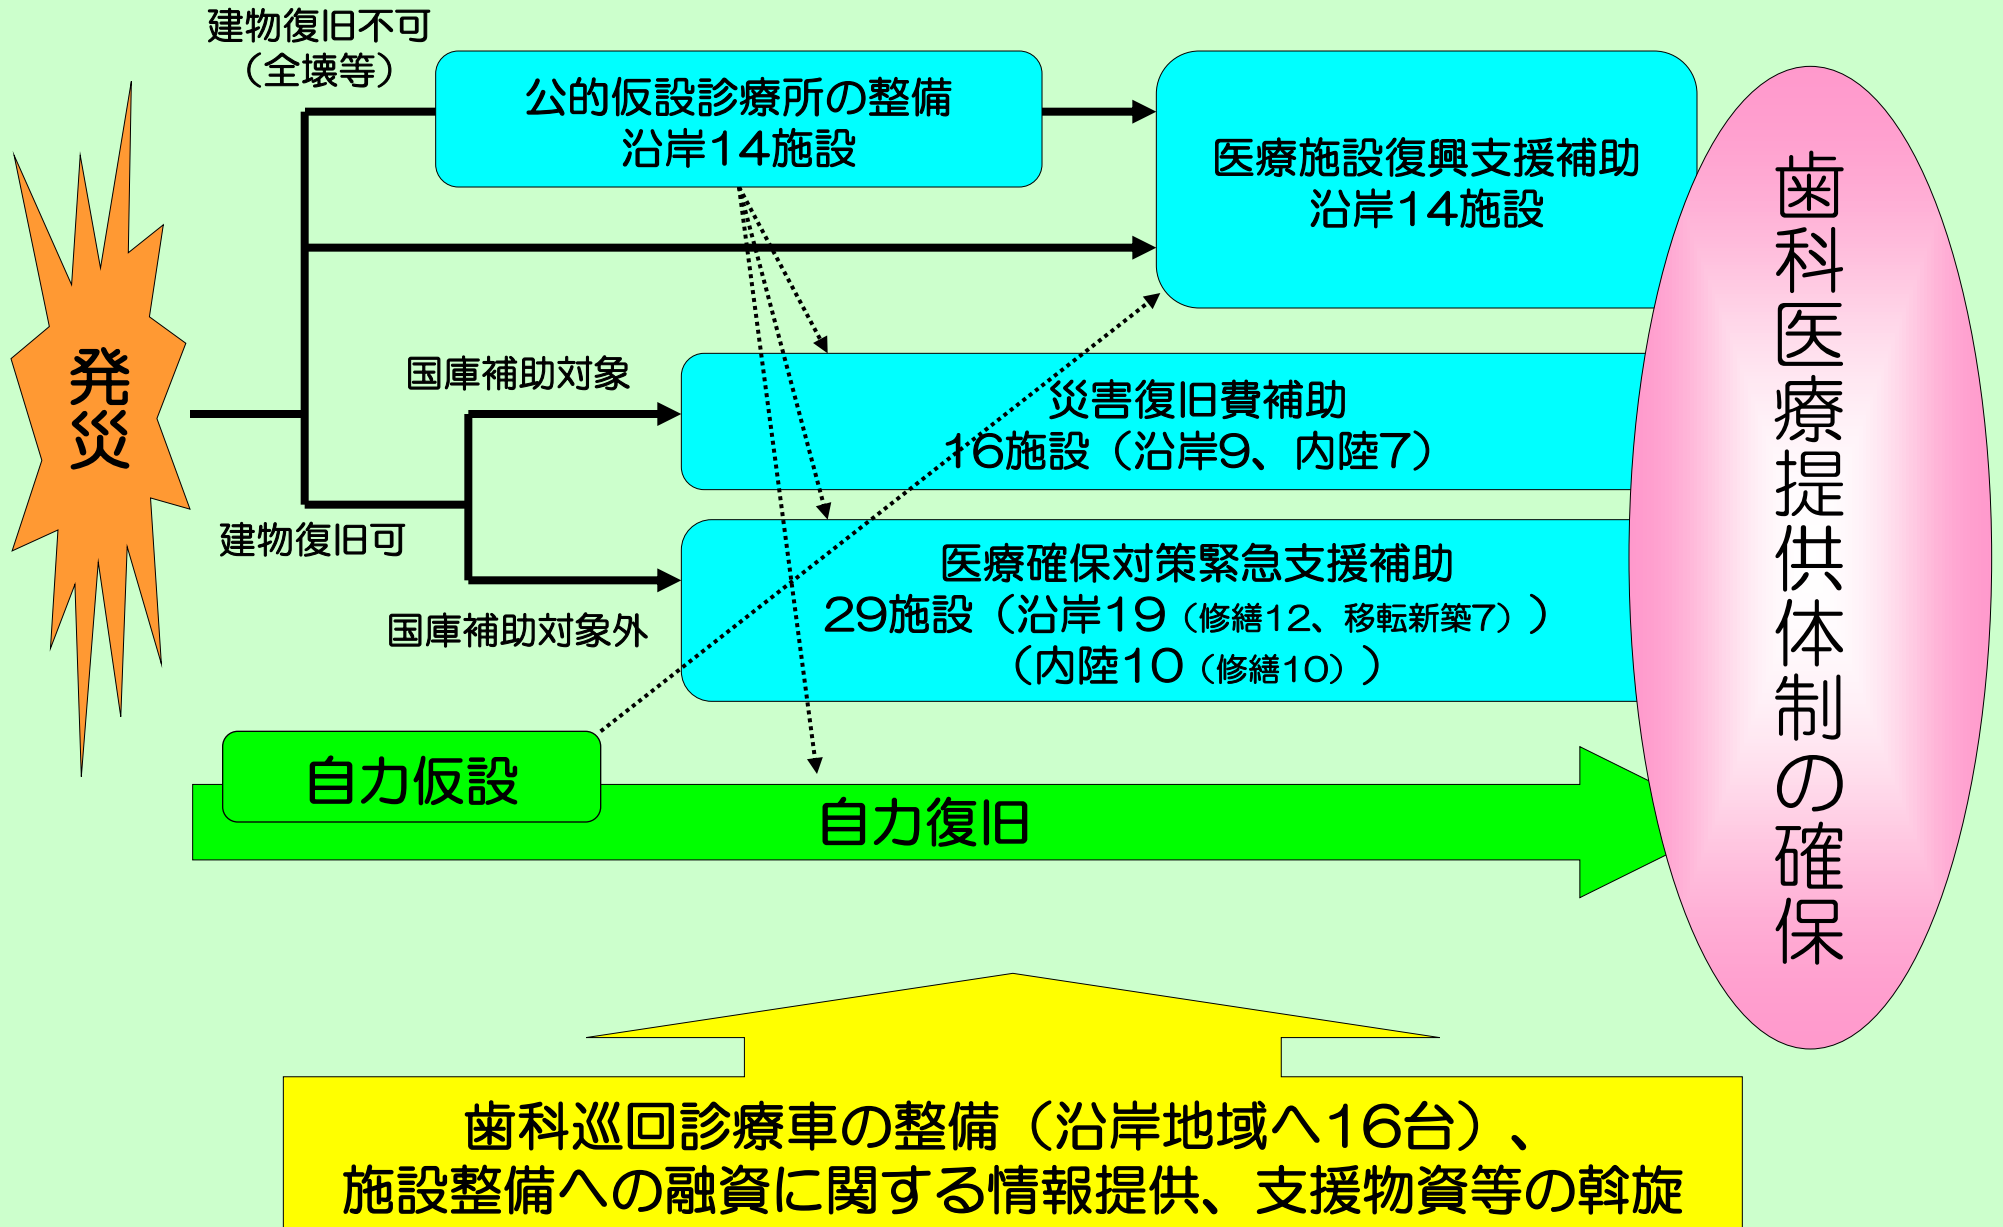 建物復旧不可
（全壊等）
公的仮設診療所の整備
沿岸14施設
医療施設復興支援補助
沿岸14施設
歯科医療提供体制の確保
発災
国庫補助対象
災害復旧費補助
16施設（沿岸9、内陸7）
建物復旧可
医療確保対策緊急支援補助
29施設（沿岸19（修繕12、移転新築7））
（内陸10（修繕10））
国庫補助対象外
自力仮設
自力復旧
歯科巡回診療車の整備（沿岸地域へ16台）、
施設整備への融資に関する情報提供、支援物資等の斡旋